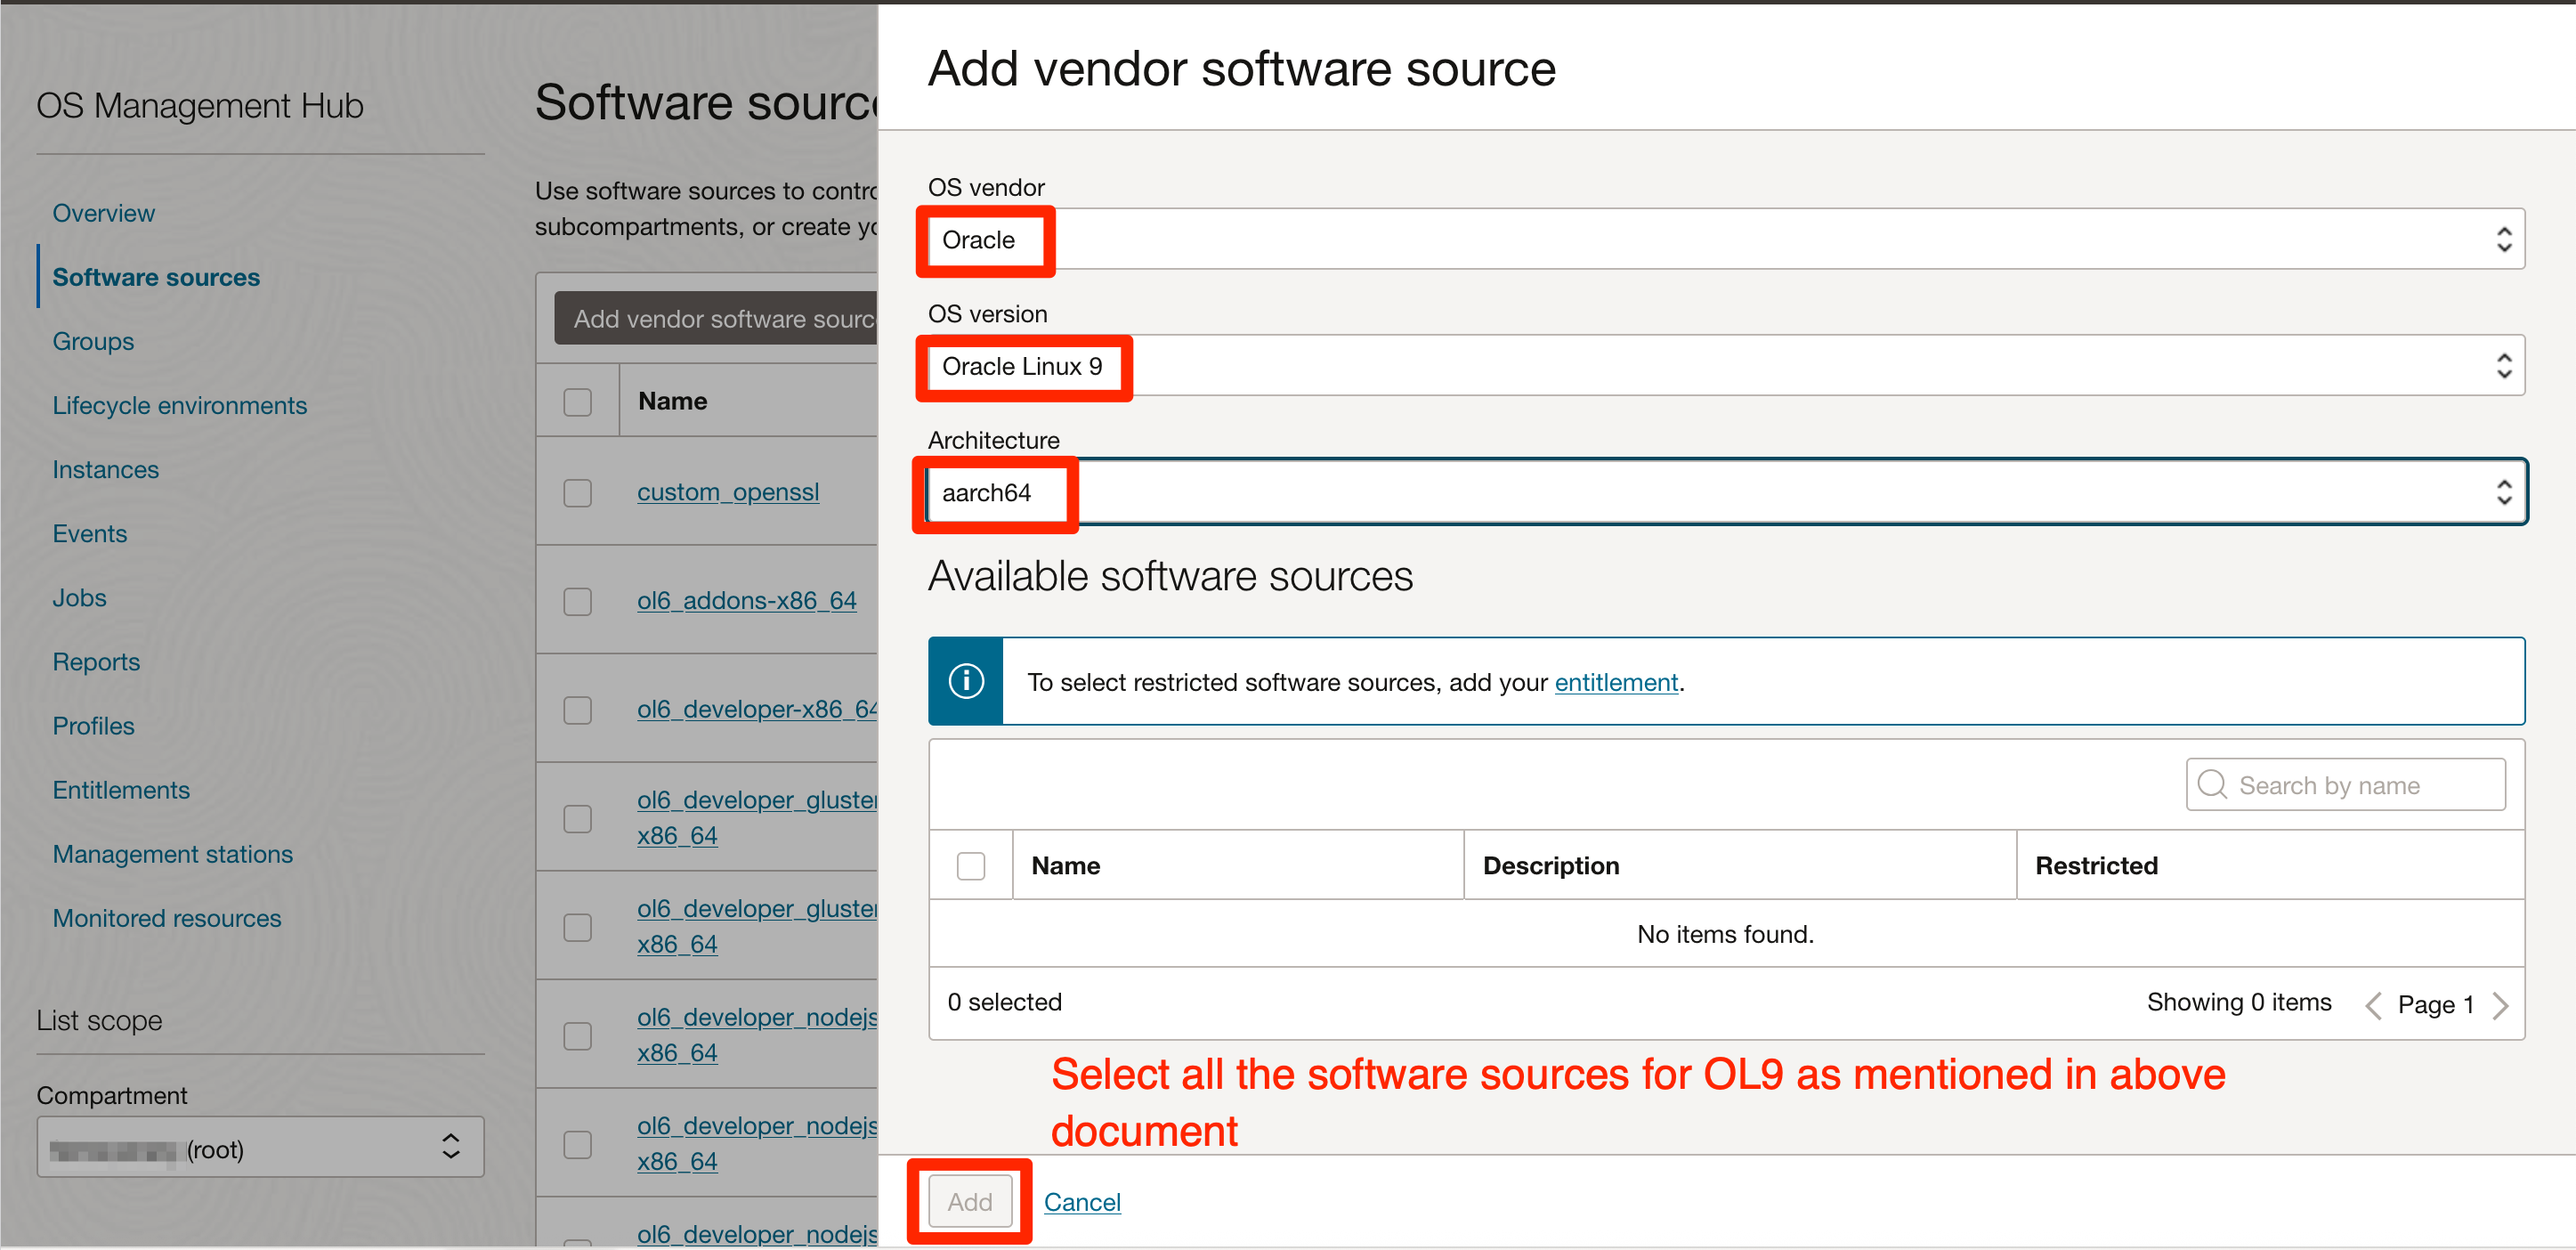 OS Management Hub
Overview
Software sources
Groups
Lifecycle environments
Instances
Events
Jobs
Reports
Profiles
Entitlements
Management stations
Monitored resources
List scope
Compartment
(root)
Software sourc
Use software sources to contro
subcompartments, or create yo
Add vendor software sourc
Name
custom_openssl
ol6_addons-x86_64
ol6_developer-x86_64
ol6_developer_gluster
x86_64
ol6_developer_gluster
x86_64
ol6_developer_nodejs
x86_64
ol6_developer_nodejs
x86_64
ol6_developer_nodejs
Add vendor software source
OS vendor
Oracle
OS version
Oracle Linux 9
Architecture
aarch64
Available software sources
To select restricted software sources, add your entitlement.
Search by name
Name Description Restricted
No items found.
0 selected Showing 0 items Page 1
Select all the software sources for OL9 as mentioned in above
document
Add Cancel